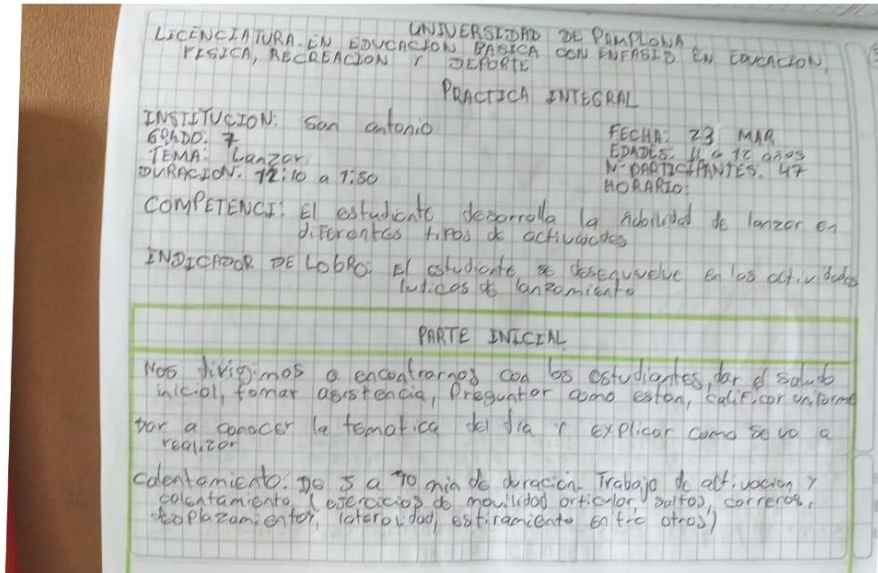 UNIVERSIDAD DE PAMPLONA
LICENCIATURA EN EDUCACION BASICA CON ENFASIS EN EDUCACION,
FISICA, RECREACION Y DEPORTE
PRACTICA INTEGRAL
INSTITUCION: San antonio
FECHA: 23 MAR
GRADO: 7
EDADES: 11 a 12 años
TEMA: Lanzar
N° PARTICIPANTES. 47
DURACION. 12:10 a 1:50
HORARIO:
COMPETENCI: El estudiante desarrolla la habilidad de lanzar en
diferentes tipos de actividades
INDICADOR DE LOGRO: El estudiante se desenvuelve en las actividades
ludicas de lanzamiento
PARTE INICIAL
Nos dirigimos a encontrarnos con los estudiantes, dar el saludo
inicial, tomar asistencia, Preguntar como estan, calificar uniforme
dar a conocer la tematica del dia y explicar como se va a
realizar
calentamiento: De 5 a 10 min de duracion. Trabajo de activacion y
calentamiento (ejercicios de movilidad articular, saltos, carreros,
lateralidad, estiramiento entre otros)